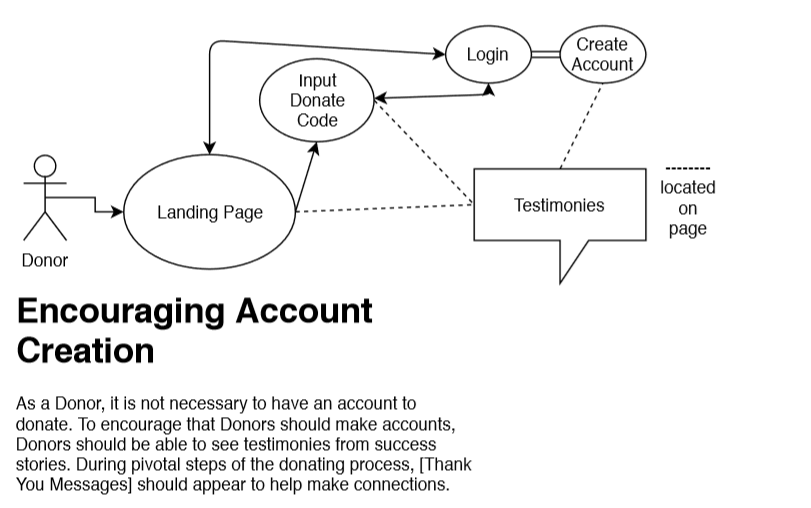 Login
Create
Account
Input
Donate
Code
Landing Page
Testimonies
located
on
page
Donor
Encouraging Account
Creation
As a Donor, it is not necessary to have an account to
donate. To encourage that Donors should make accounts,
Donors should be able to see testimonies from success
stories. During pivotal steps of the donating process, [Thank
You Messages] should appear to help make connections.